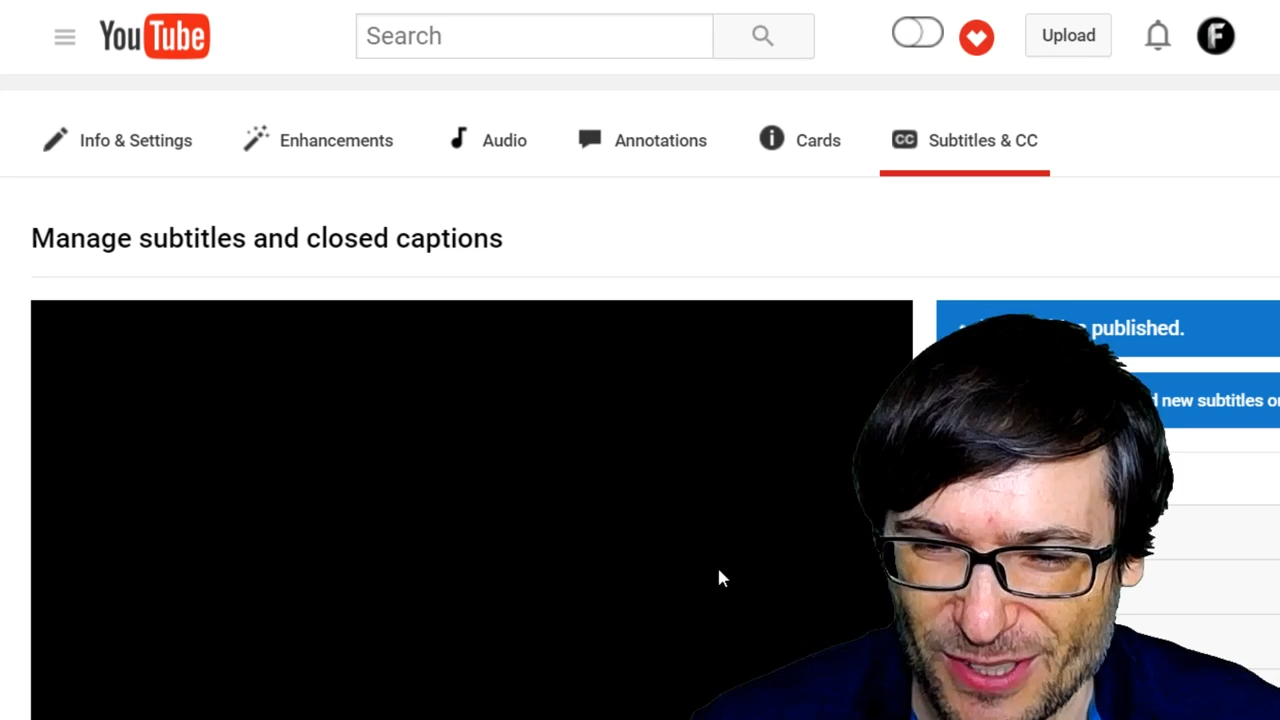 YouTube
Search
Upload
F
Info & Settings
Enhancements
Audio
Annotations
Cards
CC Subtitles & CC
Manage subtitles and closed captions
published.
new subtitles